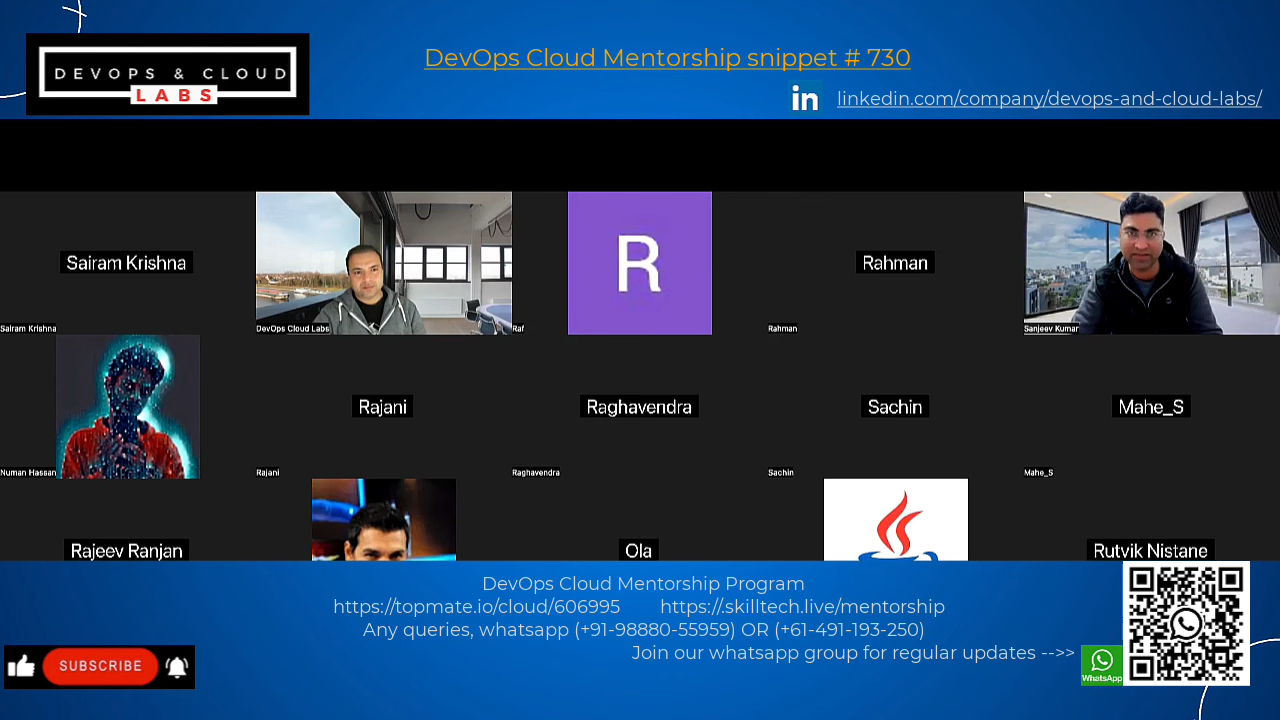 DevOps Cloud Mentorship snippet # 730
DEVOPS & CLOUD
LABS
in
linkedin.com/company/devops-and-cloud-labs/
Sairam Krishna
R
Rahman
Sairam Krishna
DevOps Cloud Labs
Raf
Rahman
Sanjeev Kumar
Rajani
Raghavendra
Sachin
Mahe_S
Numan Hassan
Rajani
Raghavendra
Sachin
Mahe_S
Rajeev Ranjan
Ola
Rutvik Nistane
DevOps Cloud Mentorship Program
https://topmate.io/cloud/606995 https://.skilltech.live/mentorship
Any queries, whatsapp (+91-98880-55959) OR (+61-491-193-250)
Join our whatsapp group for regular updates -->>
SUBSCRIBE
WhatsApp